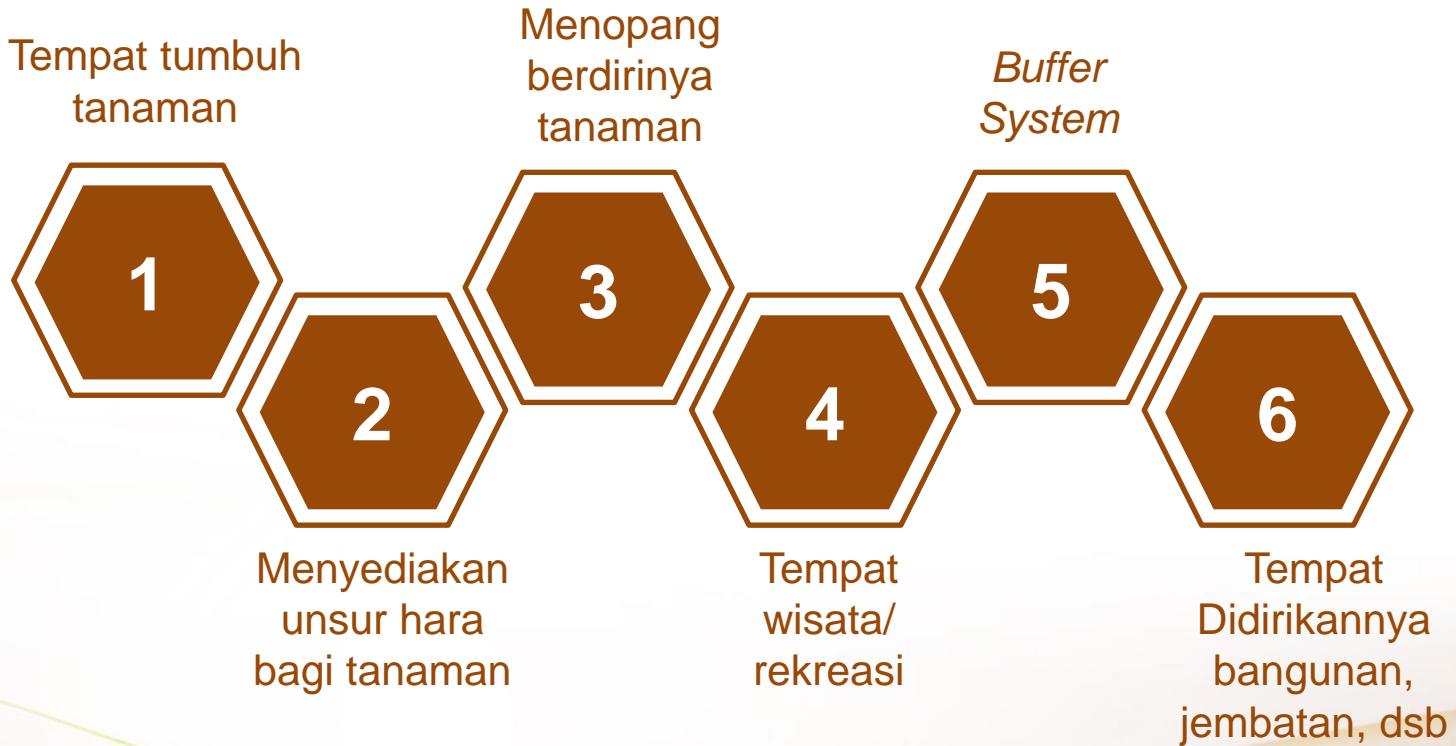 Tempat tumbuh
tanaman
1
Menyediakan
unsur hara
bagi tanaman
2
Menopang
berdirinya
tanaman
3
Tempat
wisata/
rekreasi
4
Buffer
System
5
Tempat
Didirikannya
bangunan,
jembatan, dsb
6